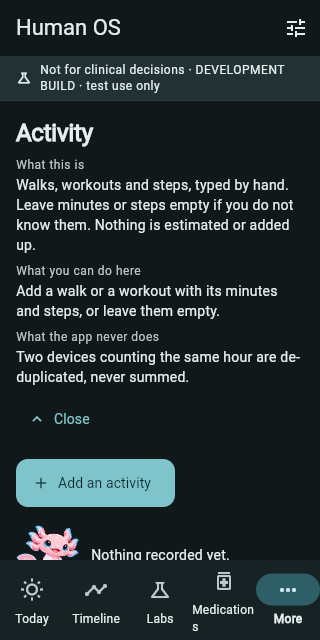 Human OS
Not for clinical decisions · DEVELOPMENT
BUILD · test use only
Activity
What this is
Walks, workouts and steps, typed by hand.
Leave minutes or steps empty if you do not
know them. Nothing is estimated or added
up.
What you can do here
Add a walk or a workout with its minutes
and steps, or leave them empty.
What the app never does
Two devices counting the same hour are de-
duplicated, never summed.
Close
Add an activity
Nothing recorded yet.
Today
Timeline
Labs
Medication
s
More